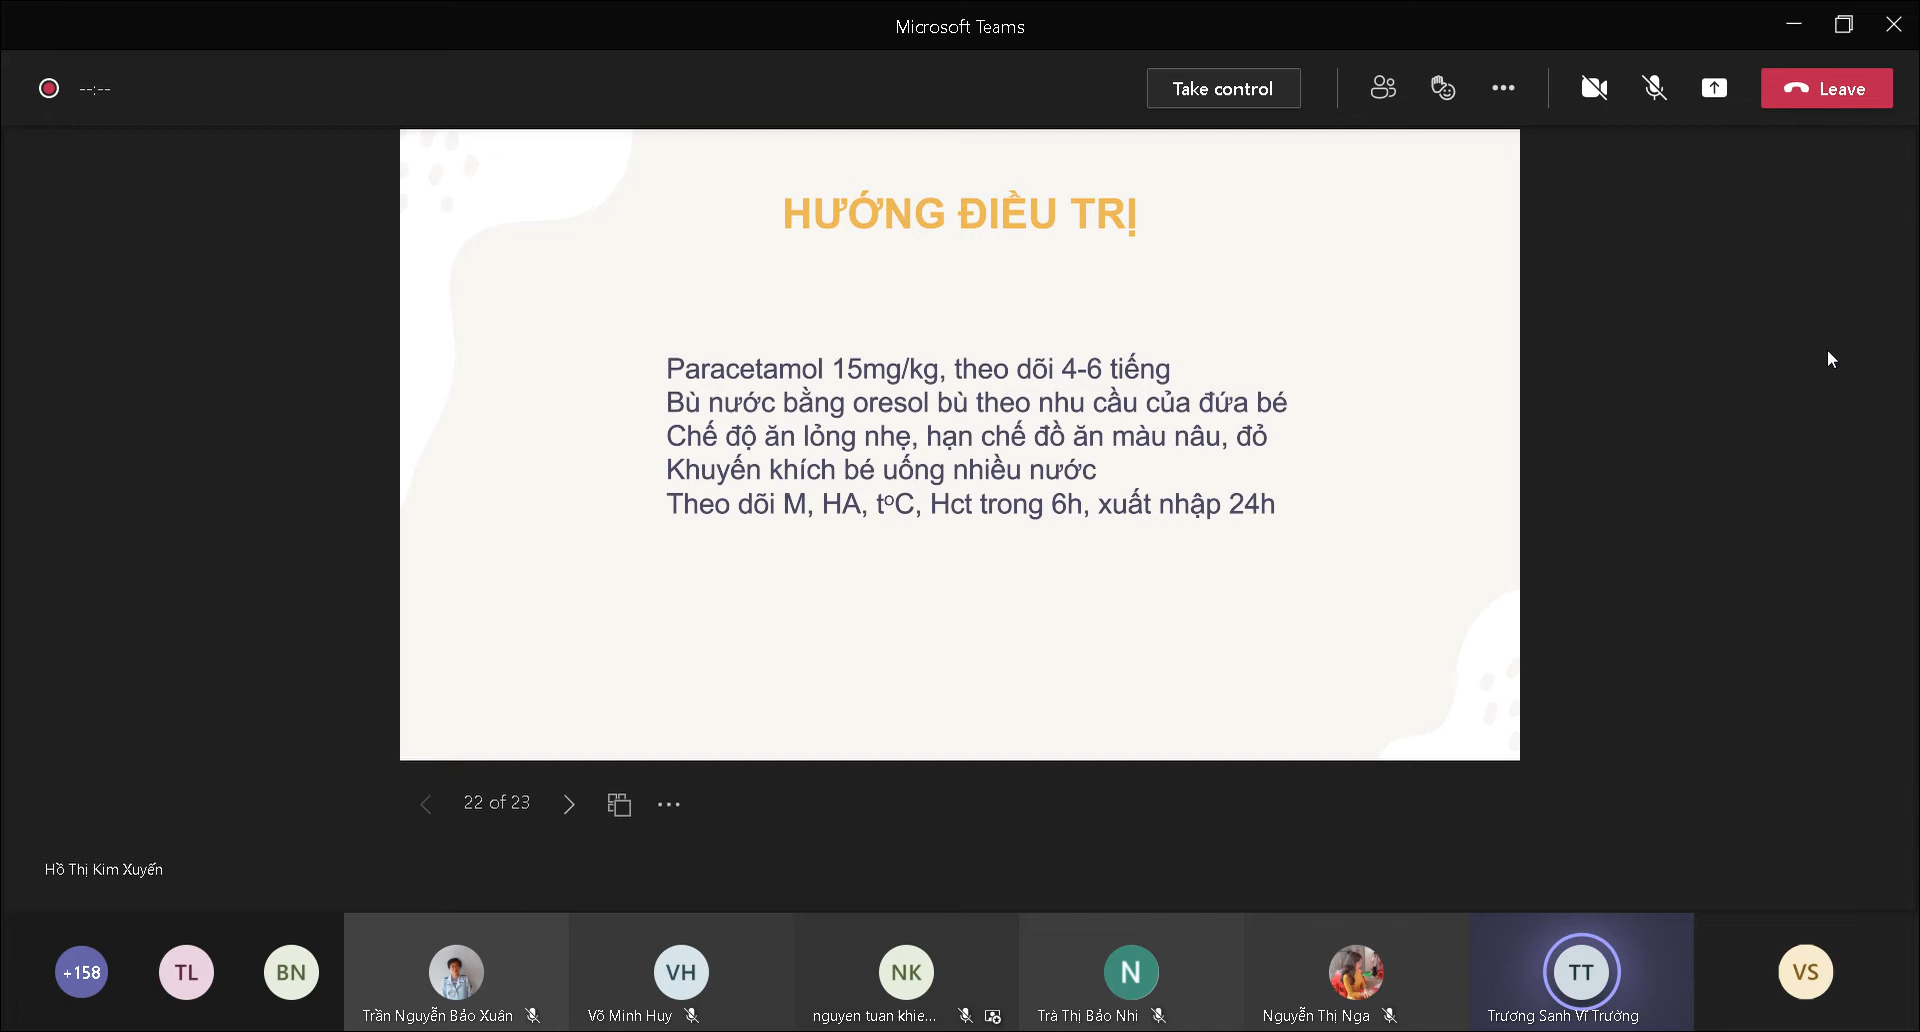 Microsoft Teams
--:--
Take control
Leave
HƯỚNG ĐIỀU TRỊ
Paracetamol 15mg/kg, theo dõi 4-6 tiếng
Bù nước bằng oresol bù theo nhu cầu của đứa bé
Chế độ ăn lỏng nhẹ, hạn chế đồ ăn màu nâu, đỏ
Khuyến khích bé uống nhiều nước
Theo dõi M, HA, tºC, Hct trong 6h, xuất nhập 24h
22 of 23
Hồ Thị Kim Xuyến
+158
TL
BN
VH
NK
N
TT
VS
Trần Nguyễn Bảo Xuân
Võ Minh Huy
nguyen tuan khie...
Trà Thị Bảo Nhi
Nguyễn Thị Nga
Trương Sanh Vĩ Trường